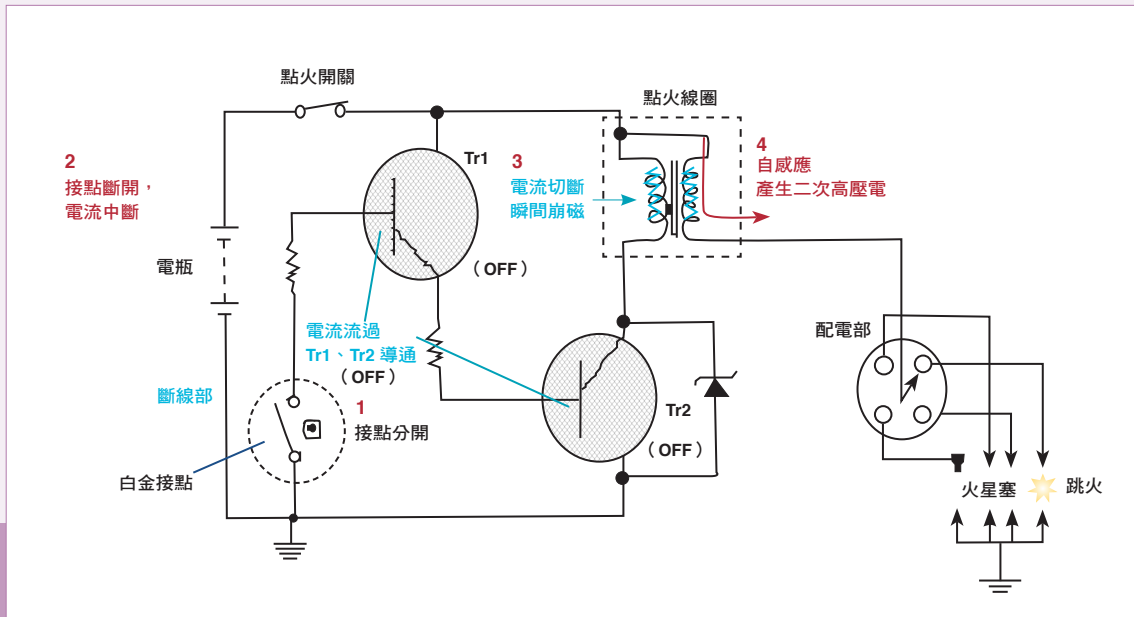 點火開關
點火線圈
2
接點斷開，
電流中斷
Tr1
3
電流切斷
瞬間崩磁
4
自感應
產生二次高壓電
電瓶
（OFF）
電流流過
Tr1、Tr2 導通
（OFF）
配電部
斷線部
1
接點分開
Tr2
（OFF）
白金接點
火星塞
跳火